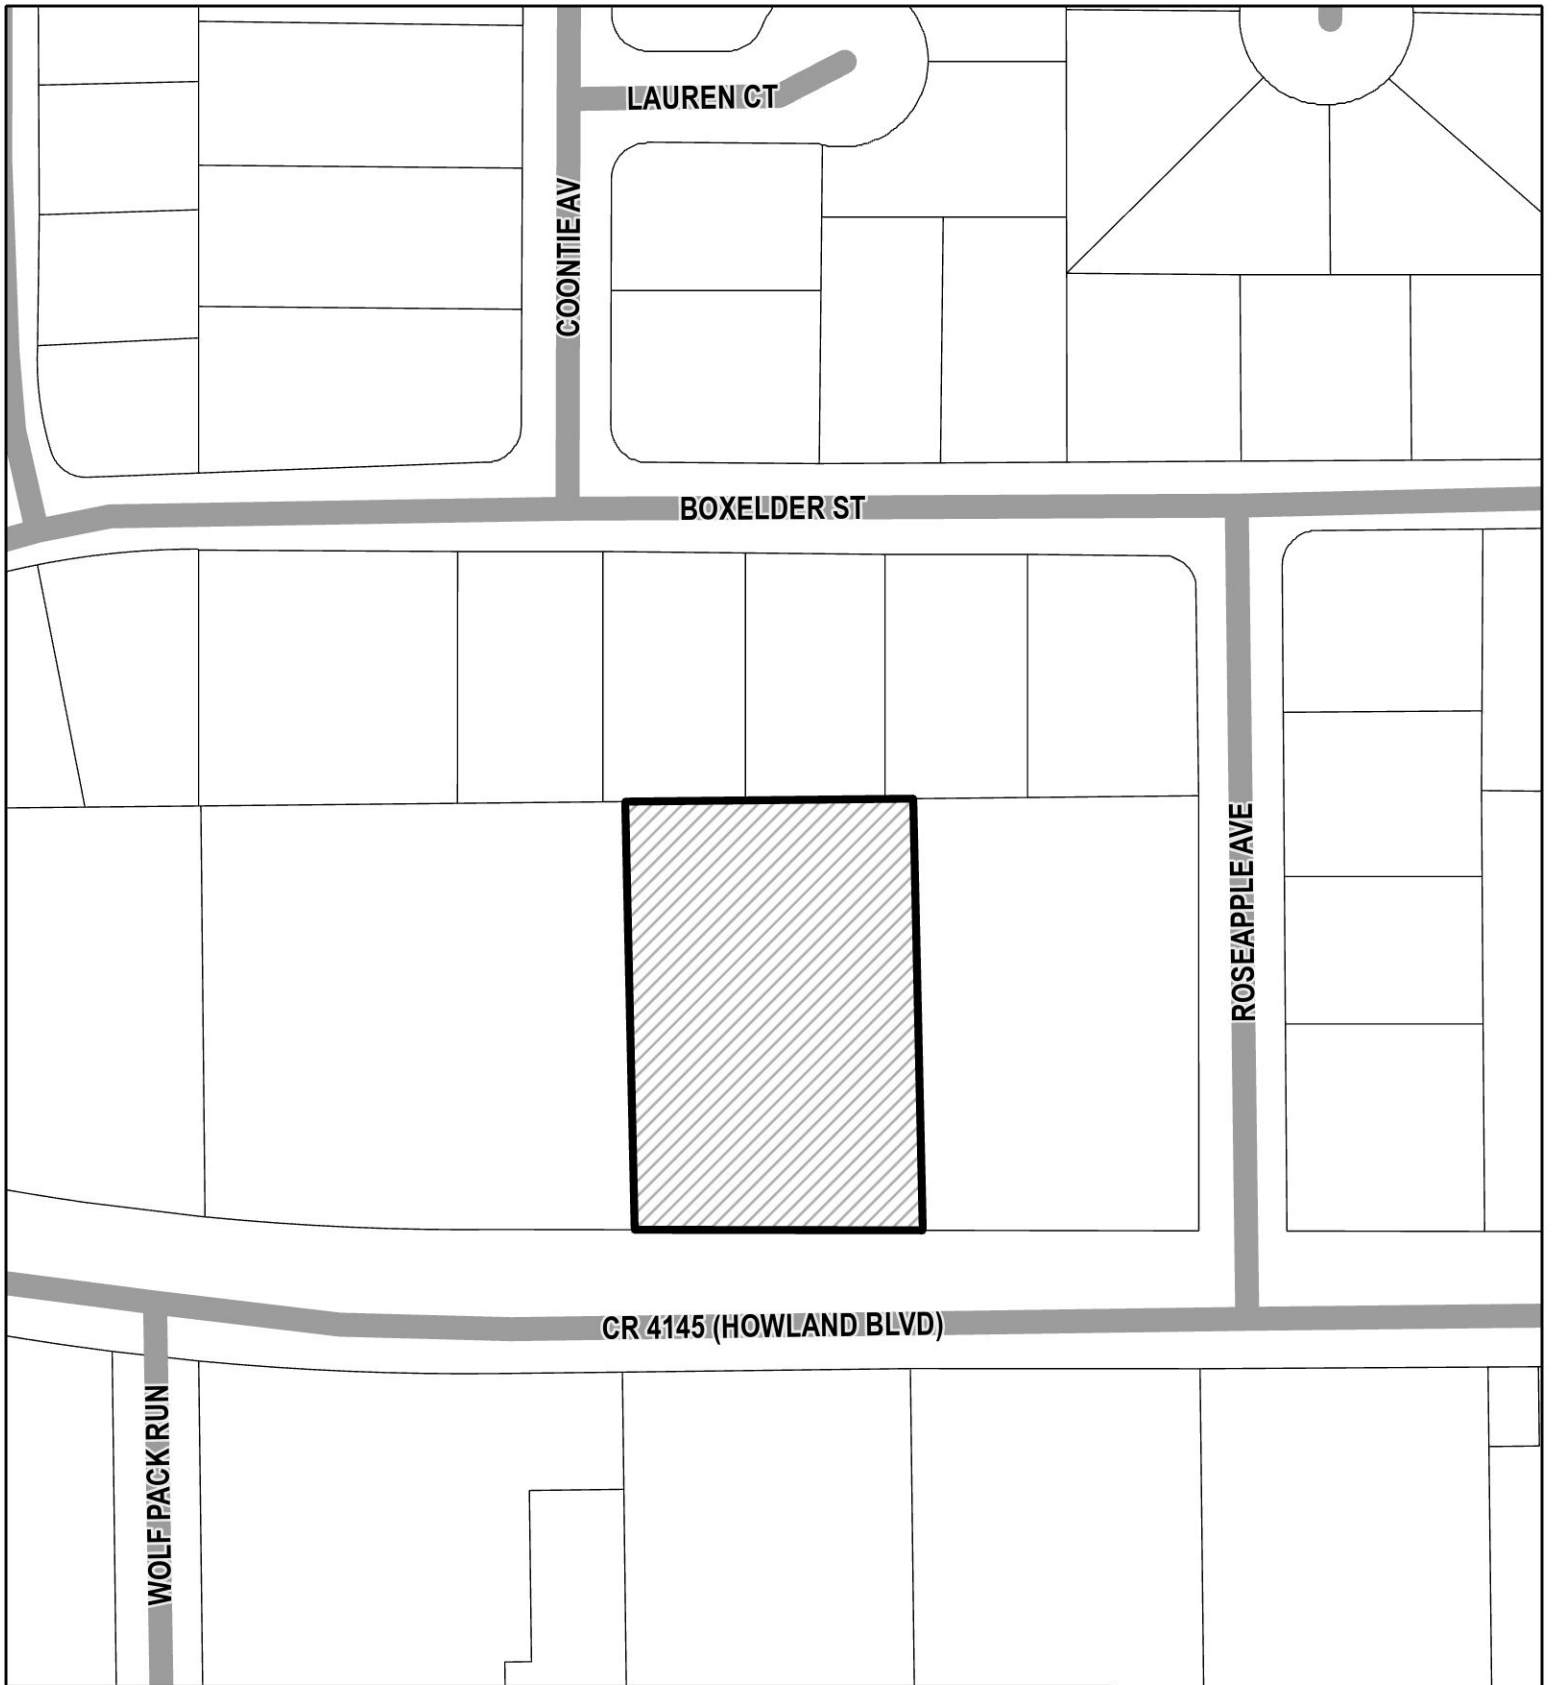 LAUREN CT
COONTIE AV
BOXELDER ST
ROSEAPPLE AVE
CR 4145 (HOWLAND BLVD)
WOLF PACK RUN